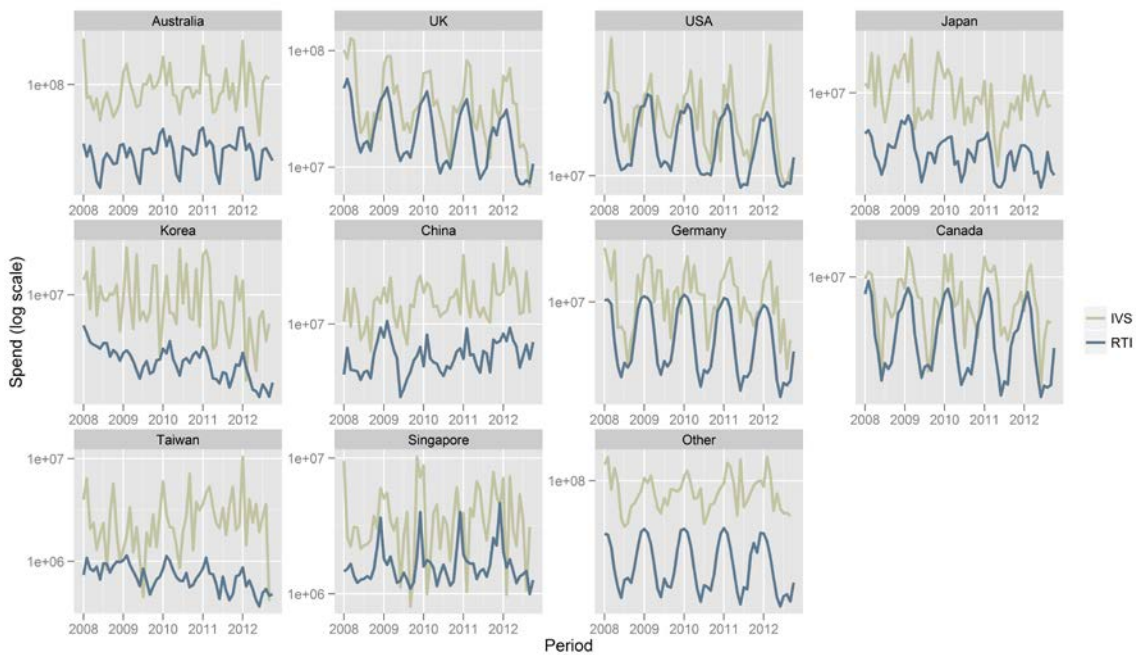 Australia
UK
USA
Japan
1e+08
1e+08
1e+07
1e+07
1e+07
2008 2009 2010 2011 2012
2008 2009 2010 2011 2012
2008 2009 2010 2011 2012
2008 2009 2010 2011 2012
Korea
China
Germany
Canada
1e+07
1e+07
1e+07
1e+07
2008 2009 2010 2011 2012
2008 2009 2010 2011 2012
2008 2009 2010 2011 2012
2008 2009 2010 2011 2012
Taiwan
Singapore
Other
1e+07
1e+06
1e+07
1e+06
1e+08
2008 2009 2010 2011 2012
2008 2009 2010 2011 2012
2008 2009 2010 2011 2012
Spend (log scale)
Period
IVS
RTI